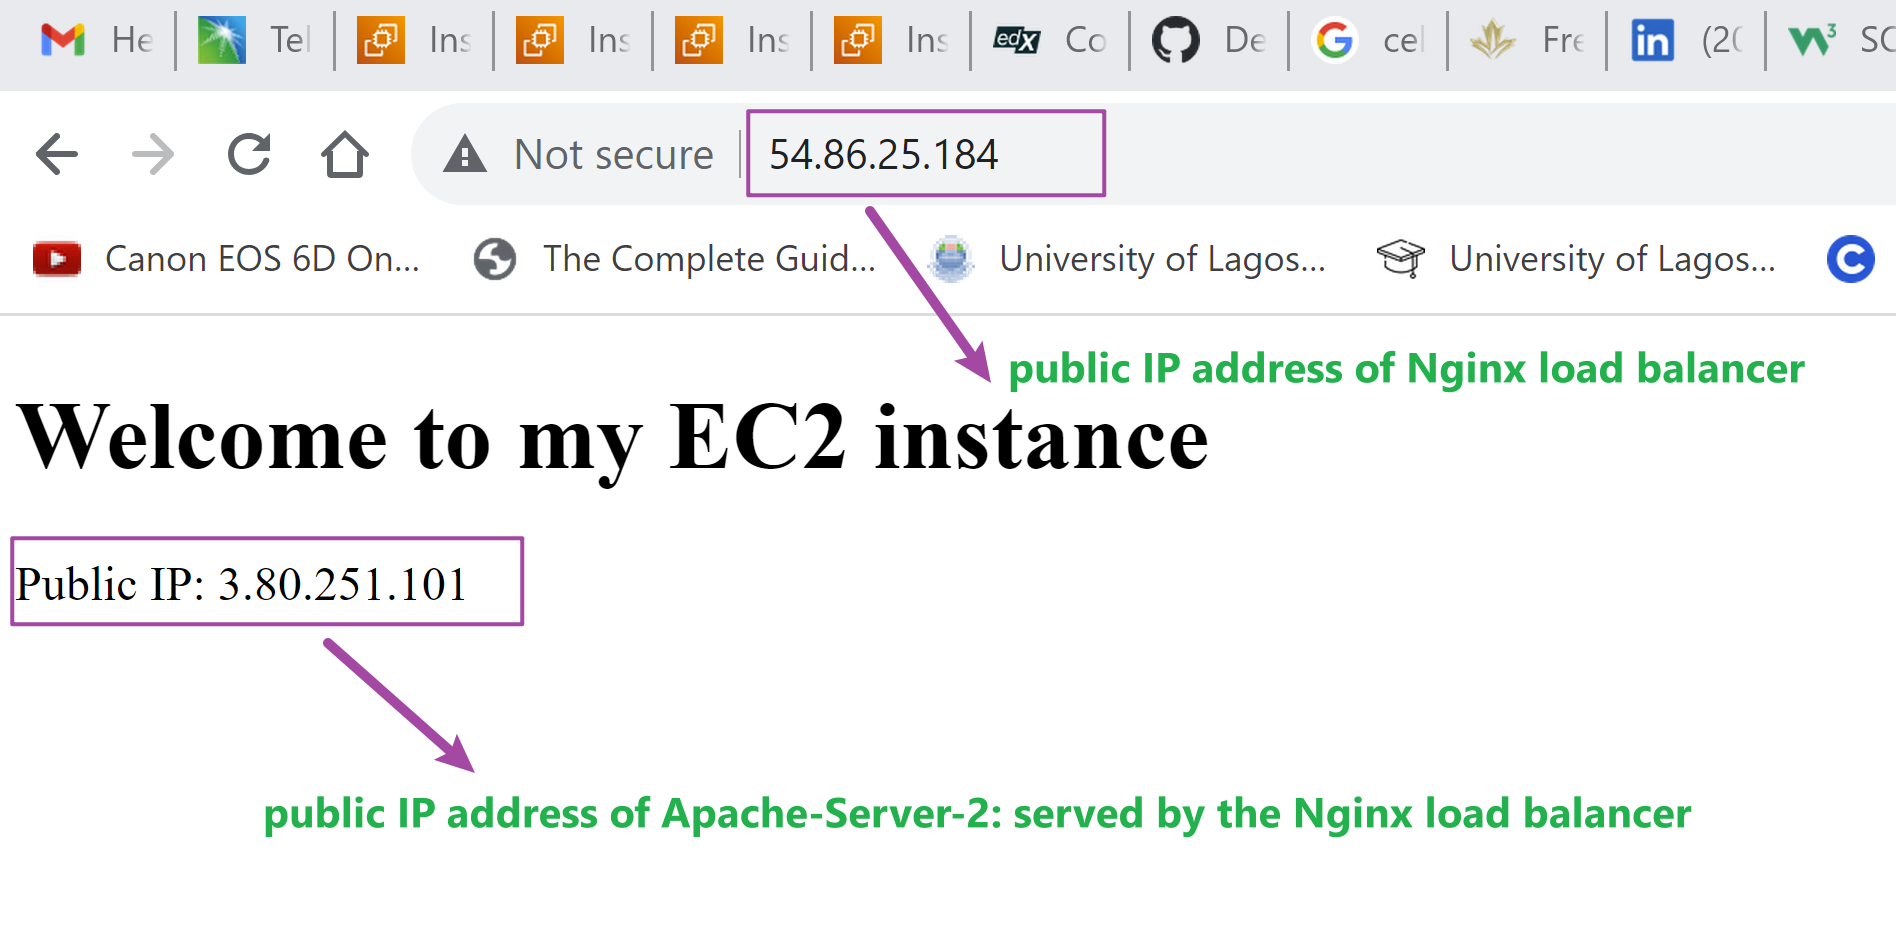 He
Tel
Ins
Ins
Ins
Ins
edX
Co
De
cel
Fre
in
(20
3
SC
Not secure
54.86.25.184
Canon EOS 6D On...
The Complete Guid...
University of Lagos...
University of Lagos...
public IP address of Nginx load balancer
Welcome to my EC2 instance
Public IP: 3.80.251.101
public IP address of Apache-Server-2: served by the Nginx load balancer